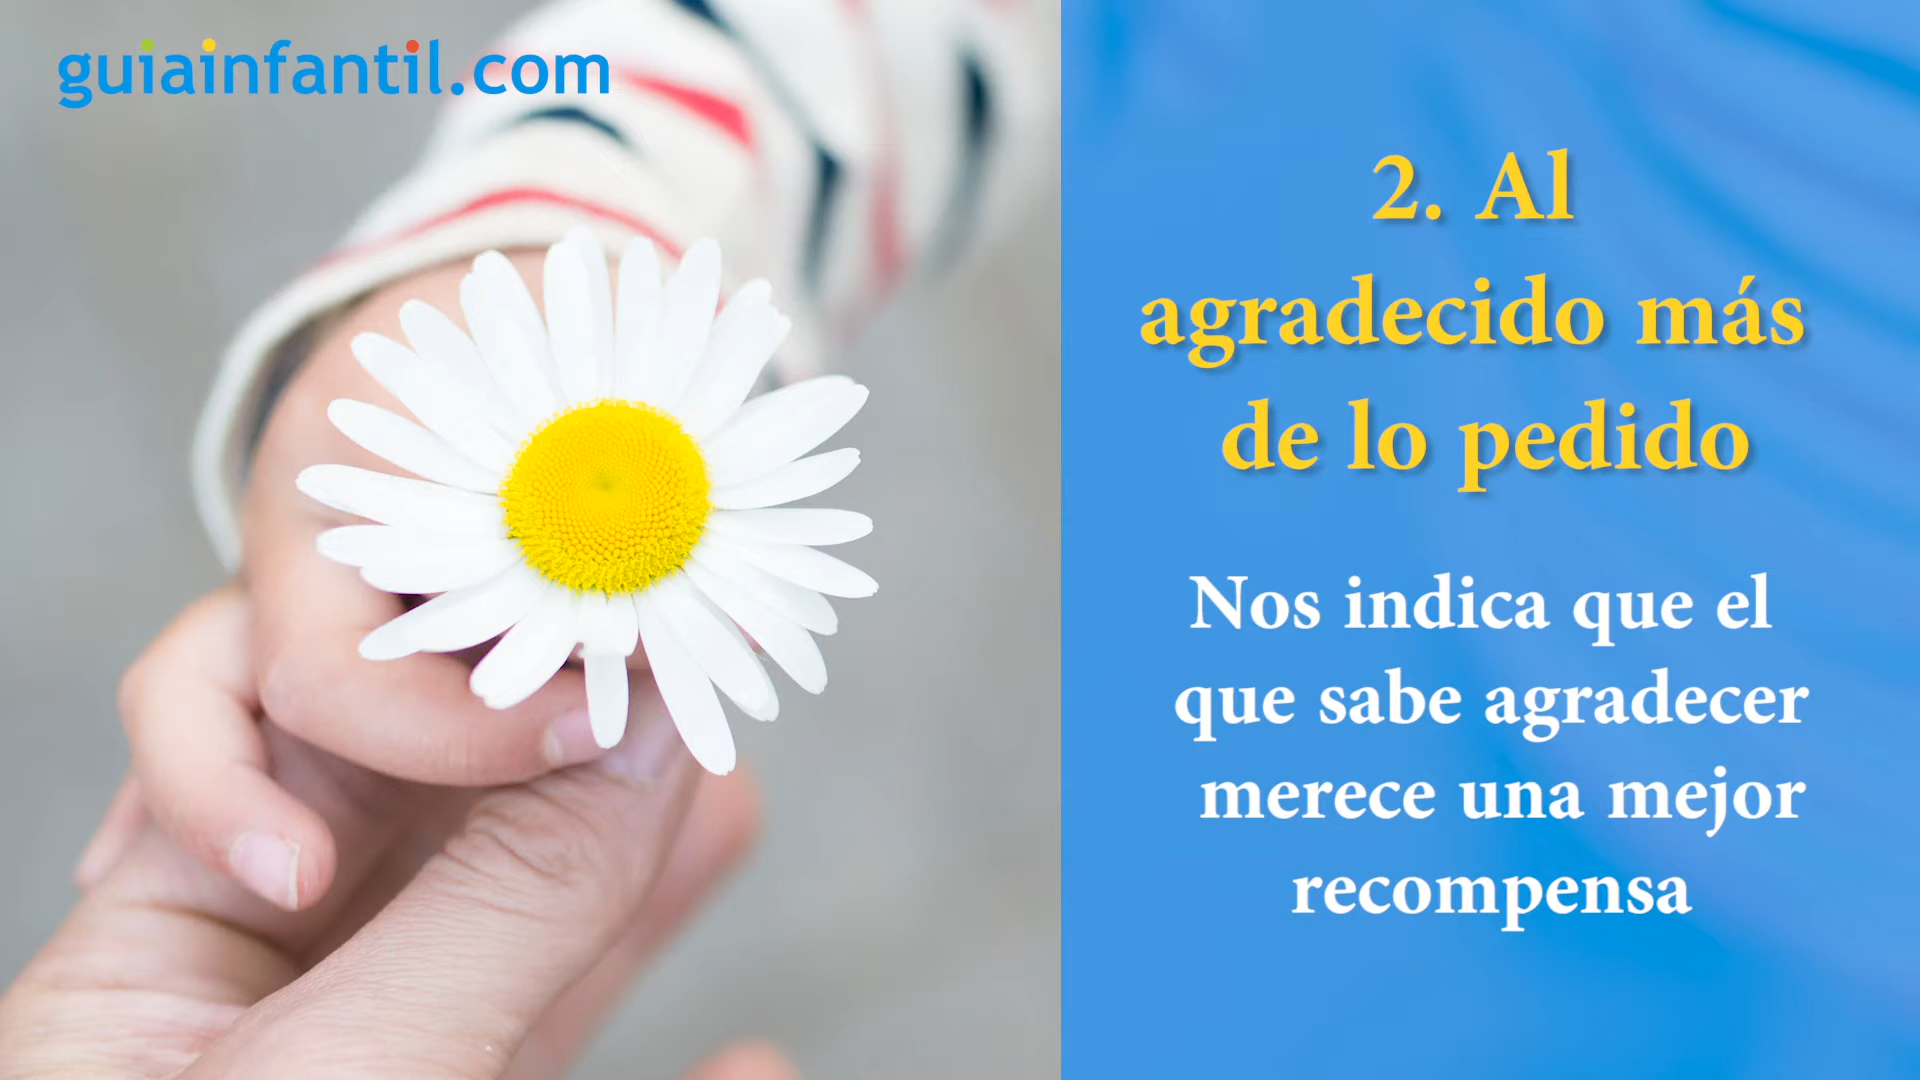 guiainfantil.com
2. Al
agradecido más
de lo pedido
Nos indica que el
que sabe agradecer
merece una mejor
recompensa